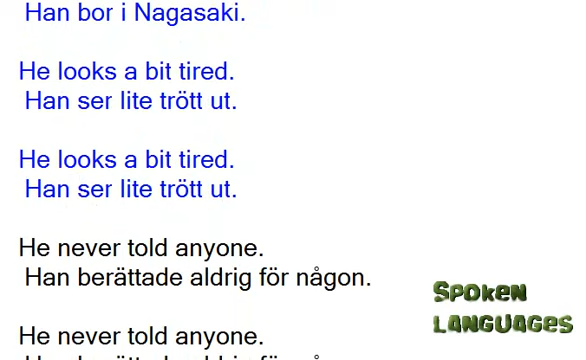 Han bor i Nagasaki.
He looks a bit tired.
Han ser lite trött ut.
He looks a bit tired.
Han ser lite trött ut.
He never told anyone.
Han berättade aldrig för någon.
He never told anyone.
SPOKEN
LANGUAGES